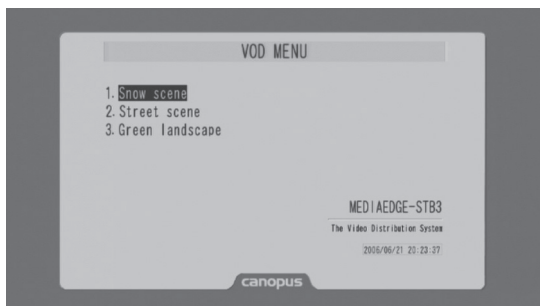 VOD MENU
1. Snow scene
2. Street scene
3. Green landscape
MEDIAEDGE-STB3
The Video Distribution System
2006/06/21 20:23:37
canopus